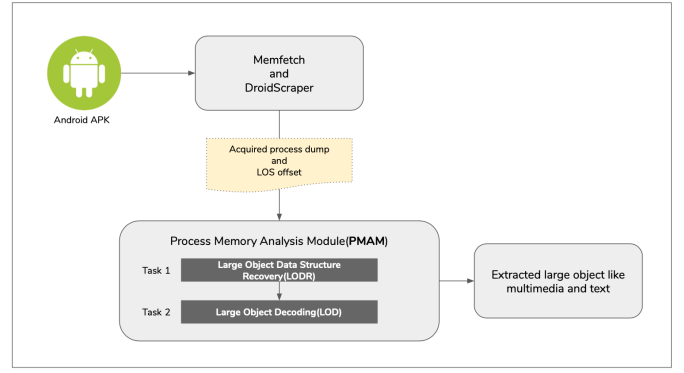 Memfetch
and
DroidScraper
Android APK
Acquired process dump
and
LOS offset
Process Memory Analysis Module(PMAM)
Task 1
Large Object Data Structure
Recovery(LODR)
Task 2
Large Object Decoding(LOD)
Extracted large object like
multimedia and text